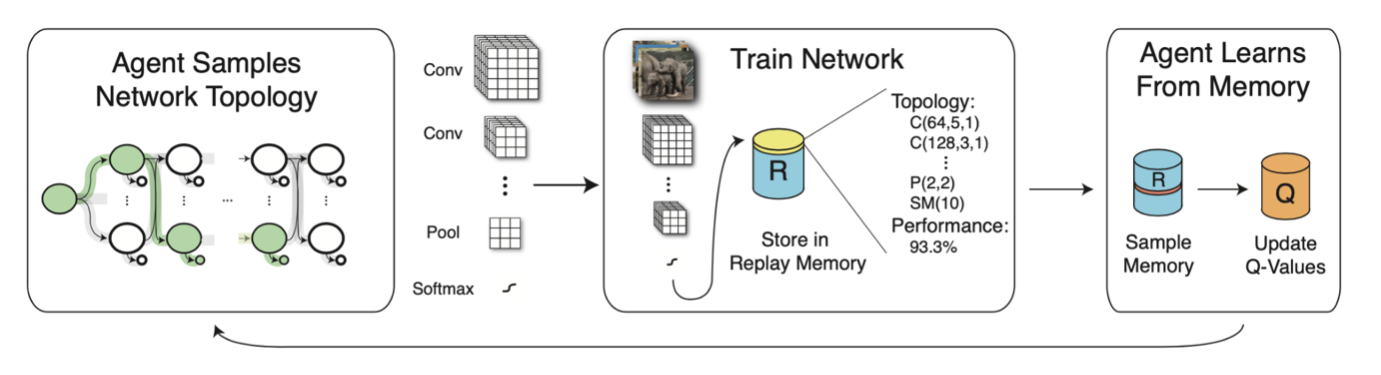 Agent Samples
Network Topology
Conv
Conv
Pool
Softmax
Train Network
R
Store in
Replay Memory
Topology:
C(64,5,1)
C(128,3,1)
P(2,2)
SM(10)
Performance:
93.3%
Agent Learns
From Memory
R
Sample
Memory
Q
Update
Q-Values